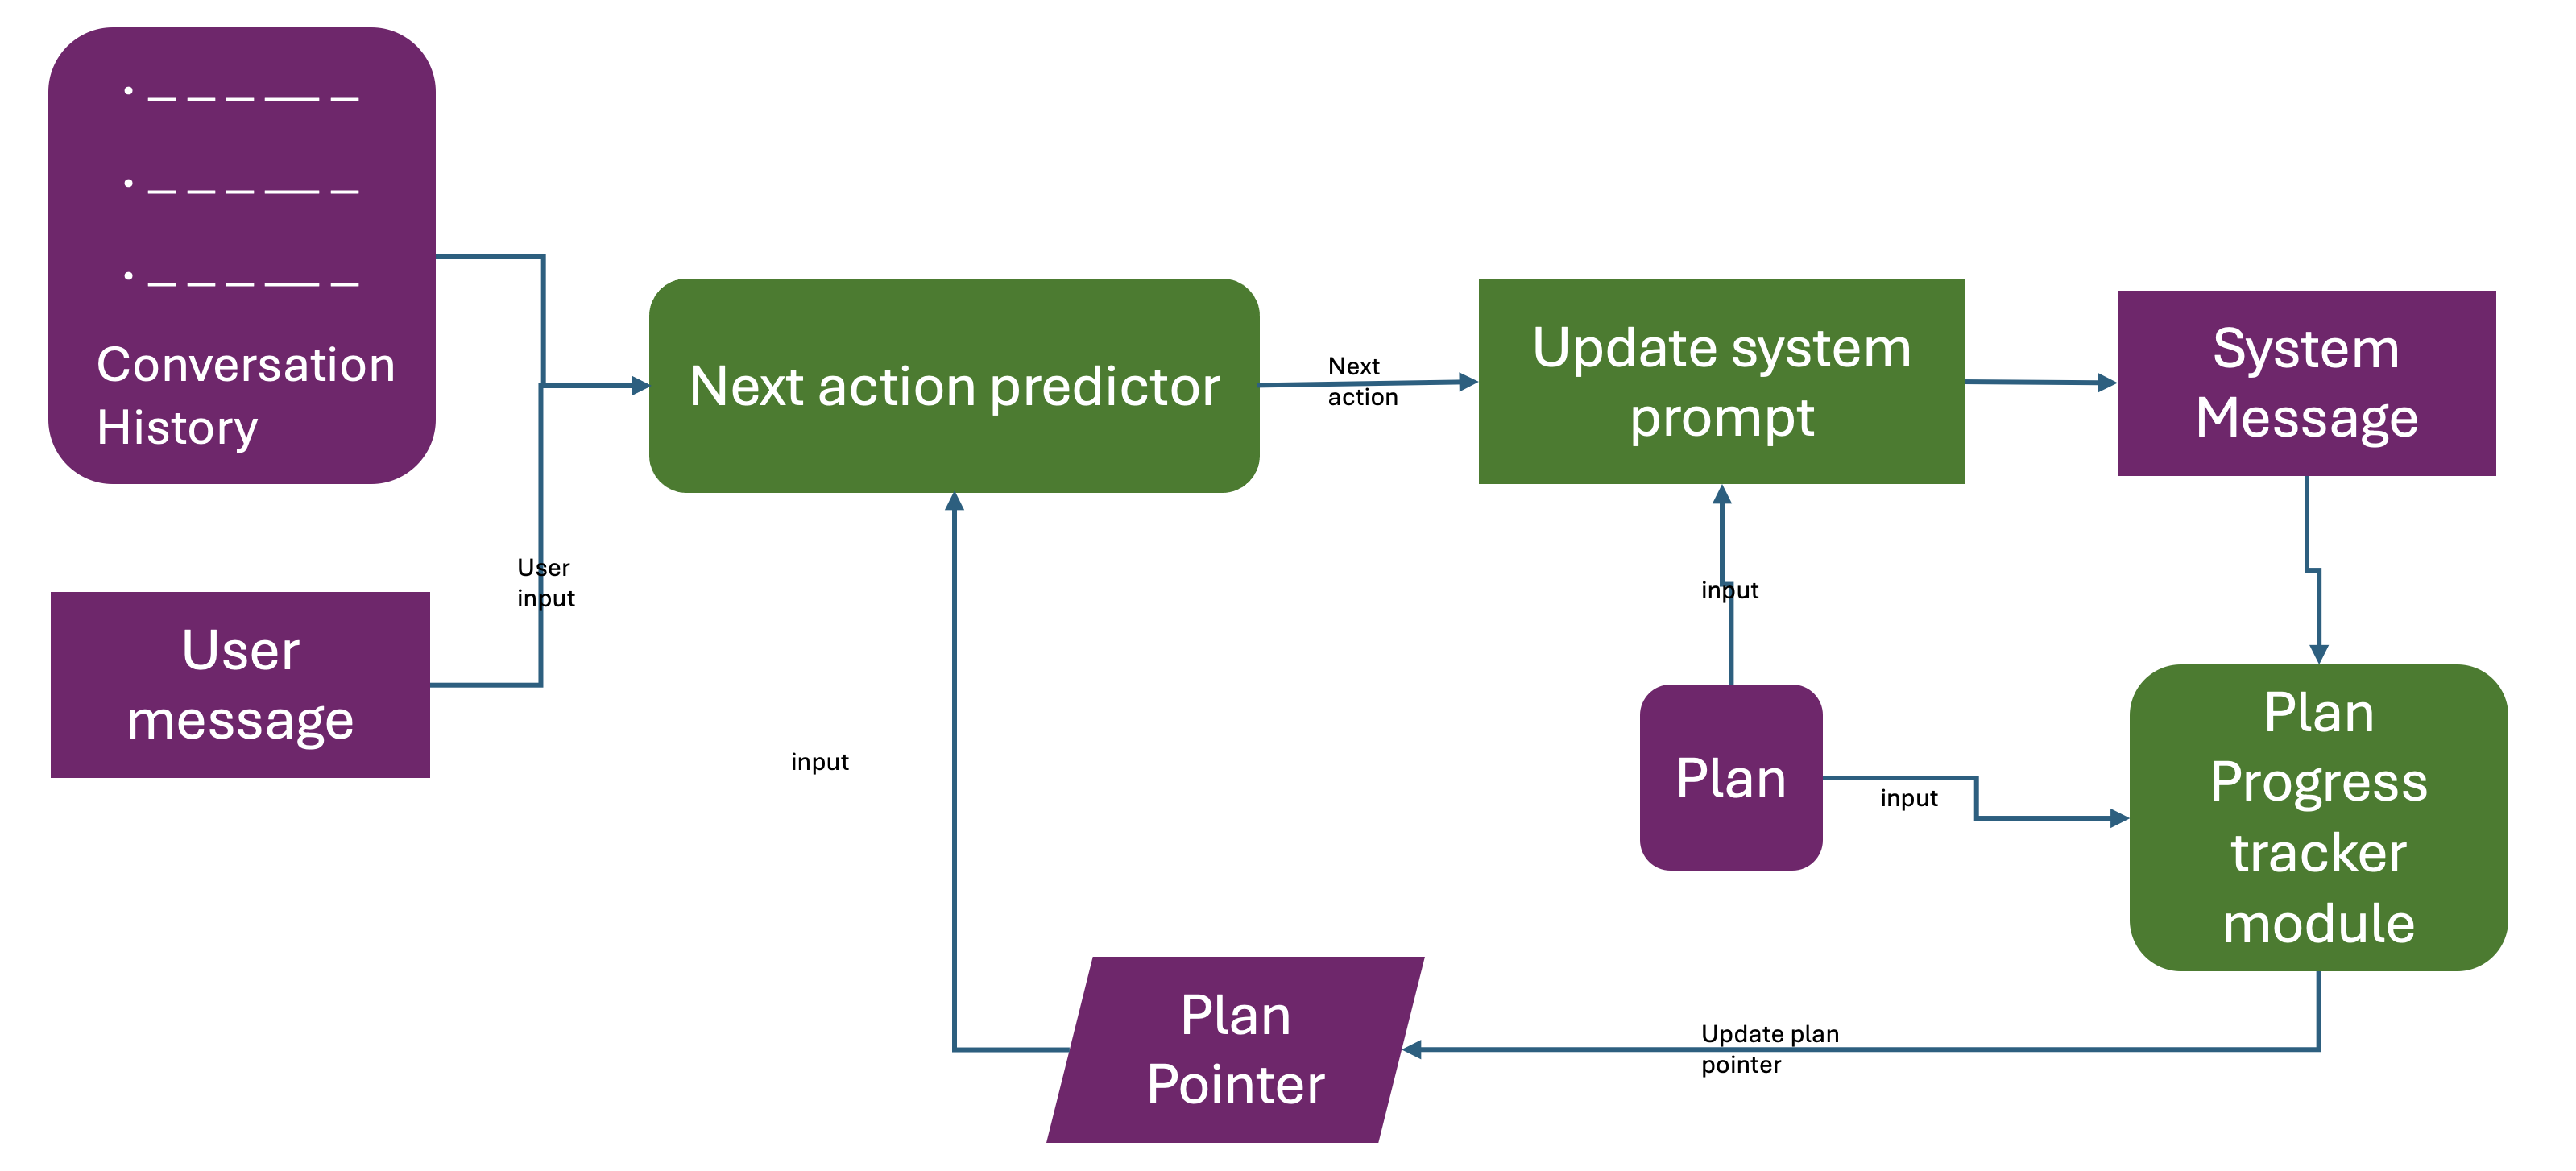 Conversation
History
User
message
User
input
Next action predictor
Next
action
Update system
prompt
System
Message
input
input
Plan
input
Plan
Progress
tracker
module
Plan
Pointer
Update plan
pointer